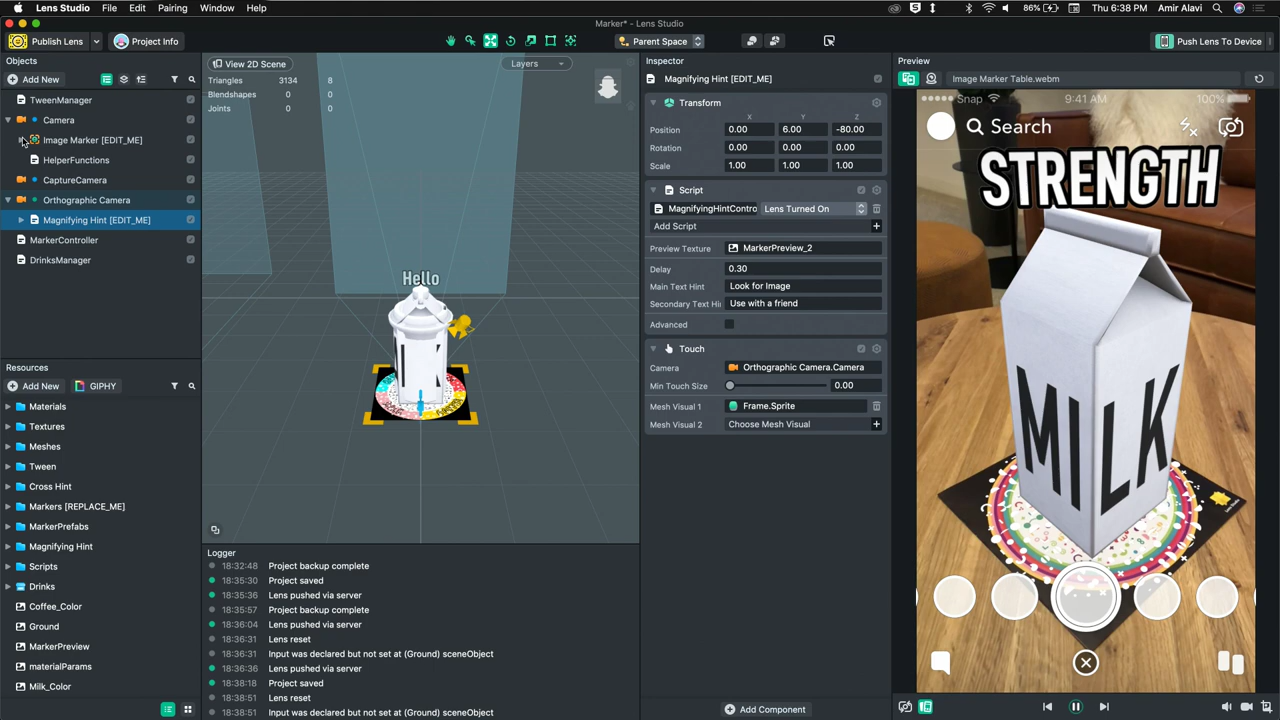 Lens Studio File Edit Project Panels Window Help
86% Thu 6:38 PM Amir Alavi
Marker* - Lens Studio
Publish Lens Project Info
Parent Space
Push Lens To Device
Objects
Add New
TweenManager
Camera
Image Marker [EDIT_ME]
HelperFunctions
CaptureCamera
Orthographic Camera
Magnifying Hint [EDIT_ME]
MarkerController
DrinksManager
Resources
Add New GIPHY
Materials
Textures
Meshes
Tween
Cross Hint
Markers [REPLACE_ME]
MarkerPrefabs
Magnifying Hint
Scripts
Drinks
Coffee_Color
Ground
MarkerPreview
materialParams
Milk_Color
View 2D Scene
Layers
Triangles 3134 8
Blendshapes 0 0
Joints 0 0
Hello
Logger
18:32:48 Project backup complete
18:35:30 Project saved
18:35:36 Lens pushed via server
18:35:57 Project backup complete
18:36:04 Lens pushed via server
18:36:31 Lens reset
18:36:31 Input was declared but not set at (Ground) sceneObject
18:36:36 Lens pushed via server
18:38:18 Project saved
18:38:51 Lens reset
18:38:51 Input was declared but not set at (Ground) sceneObject
Inspector
Magnifying Hint [EDIT_ME]
Transform
X Y Z
Position 0.00 6.00 -80.00
Rotation 0.00 0.00 0.00
Scale 1.00 1.00 1.00
Script
MagnifyingHintContro Lens Turned On
Add Script +
Preview Texture MarkerPreview_2
Delay 0.30
Main Text Hint Look for Image
Secondary Text Hi Use with a friend
Advanced
Touch
Camera Orthographic Camera.Camera
Min Touch Size 0.00
Mesh Visual 1 Frame.Sprite
Mesh Visual 2 Choose Mesh Visual +
Add Component
Preview
Image Marker Table.webm
Snap 9:41 AM 100%
Search
STRENGTH
MILK